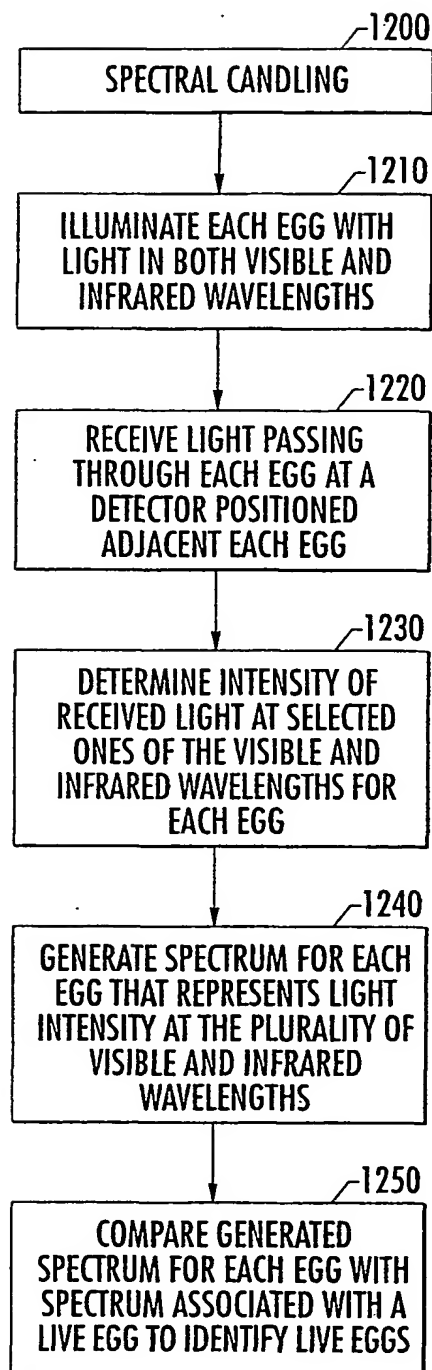 1200
SPECTRAL CANDLING
1210
ILLUMINATE EACH EGG WITH
LIGHT IN BOTH VISIBLE AND
INFRARED WAVELENGTHS
1220
RECEIVE LIGHT PASSING
THROUGH EACH EGG AT A
DETECTOR POSITIONED
ADJACENT EACH EGG
1230
DETERMINE INTENSITY OF
RECEIVED LIGHT AT SELECTED
ONES OF THE VISIBLE AND
INFRARED WAVELENGTHS FOR
EACH EGG
1240
GENERATE SPECTRUM FOR EACH
EGG THAT REPRESENTS LIGHT
INTENSITY AT THE PLURALITY OF
VISIBLE AND INFRARED
WAVELENGTHS
1250
COMPARE GENERATED
SPECTRUM FOR EACH EGG WITH
SPECTRUM ASSOCIATED WITH A
LIVE EGG TO IDENTIFY LIVE EGGS